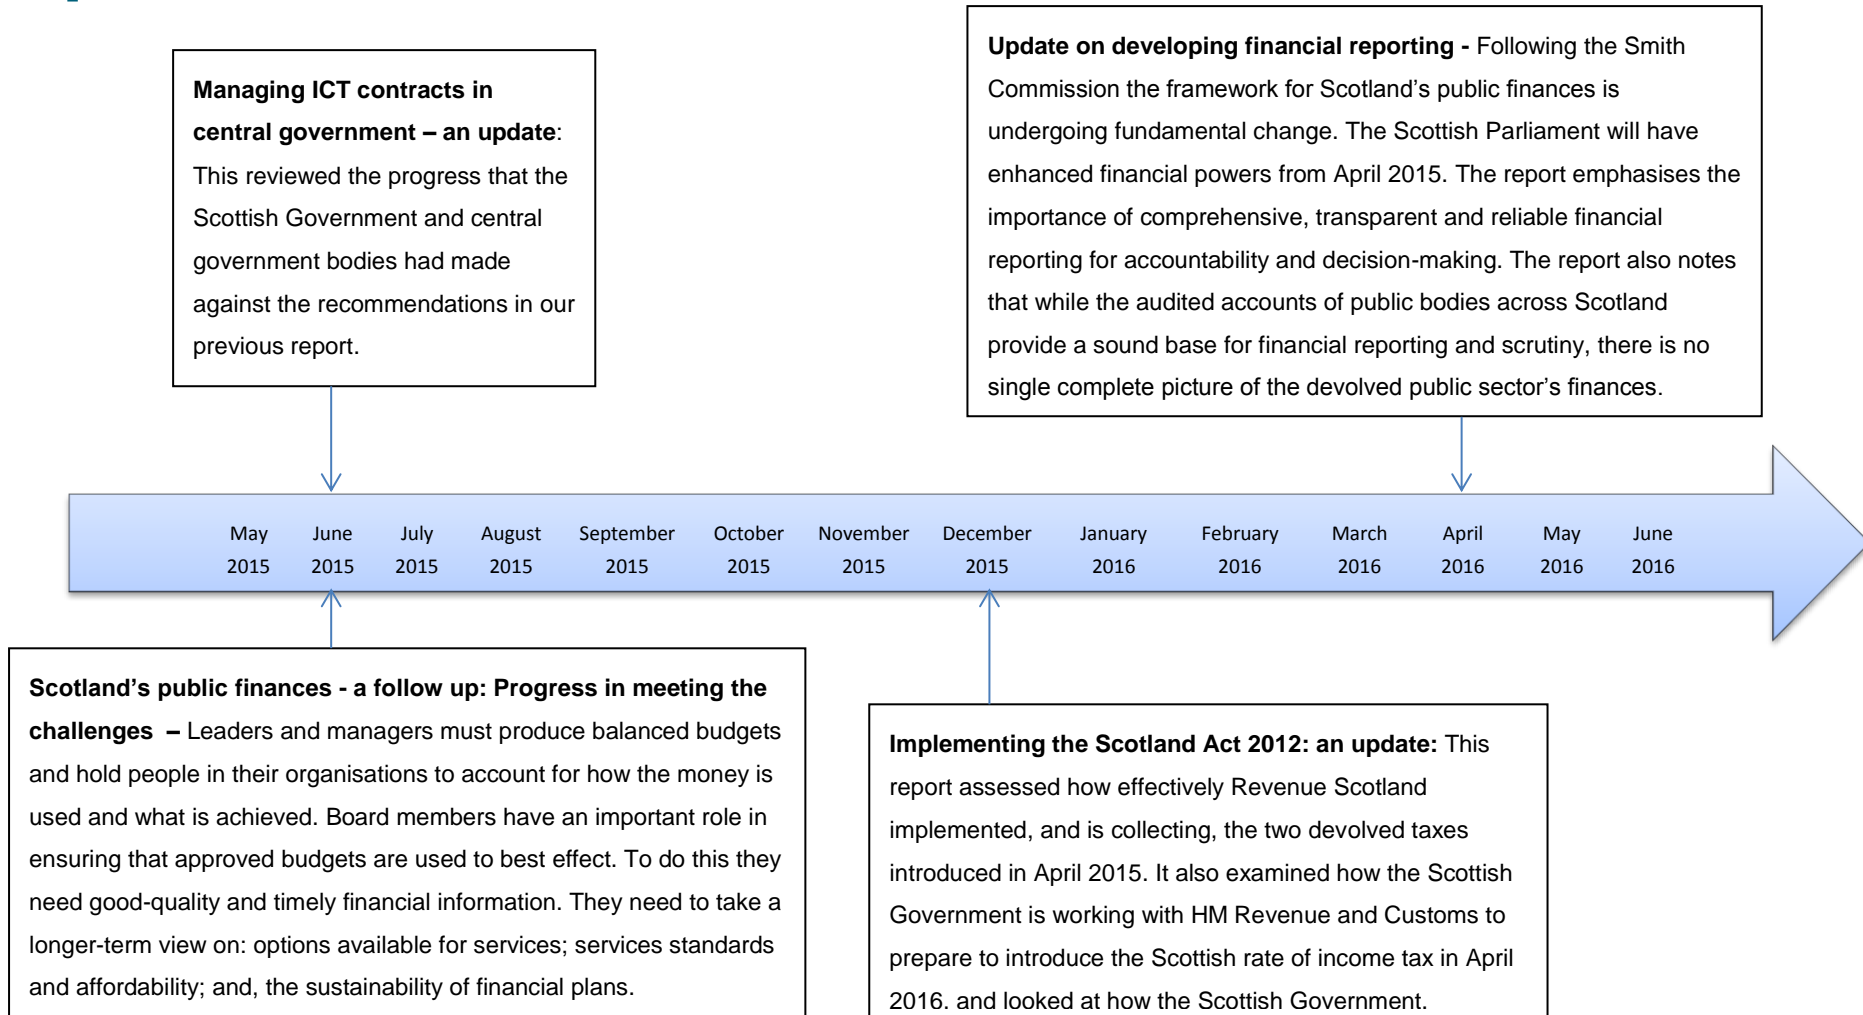 Managing ICT contracts in
central government – an update:
This reviewed the progress that the
Scottish Government and central
government bodies had made
against the recommendations in our
previous report.
Update on developing financial reporting - Following the Smith
Commission the framework for Scotland’s public finances is
undergoing fundamental change. The Scottish Parliament will have
enhanced financial powers from April 2015. The report emphasises the
importance of comprehensive, transparent and reliable financial
reporting for accountability and decision-making. The report also notes
that while the audited accounts of public bodies across Scotland
provide a sound base for financial reporting and scrutiny, there is no
single complete picture of the devolved public sector’s finances.
May June July August September October November December January February March April May June
2015 2015 2015 2015 2015 2015 2015 2015 2016 2016 2016 2016 2016 2016
Scotland’s public finances - a follow up: Progress in meeting the
challenges – Leaders and managers must produce balanced budgets
and hold people in their organisations to account for how the money is
used and what is achieved. Board members have an important role in
ensuring that approved budgets are used to best effect. To do this they
need good-quality and timely financial information. They need to take a
longer-term view on: options available for services; services standards
and affordability; and, the sustainability of financial plans.
Implementing the Scotland Act 2012: an update: This
report assessed how effectively Revenue Scotland
implemented, and is collecting, the two devolved taxes
introduced in April 2015. It also examined how the Scottish
Government is working with HM Revenue and Customs to
prepare to introduce the Scottish rate of income tax in April
2016. and looked at how the Scottish Government.